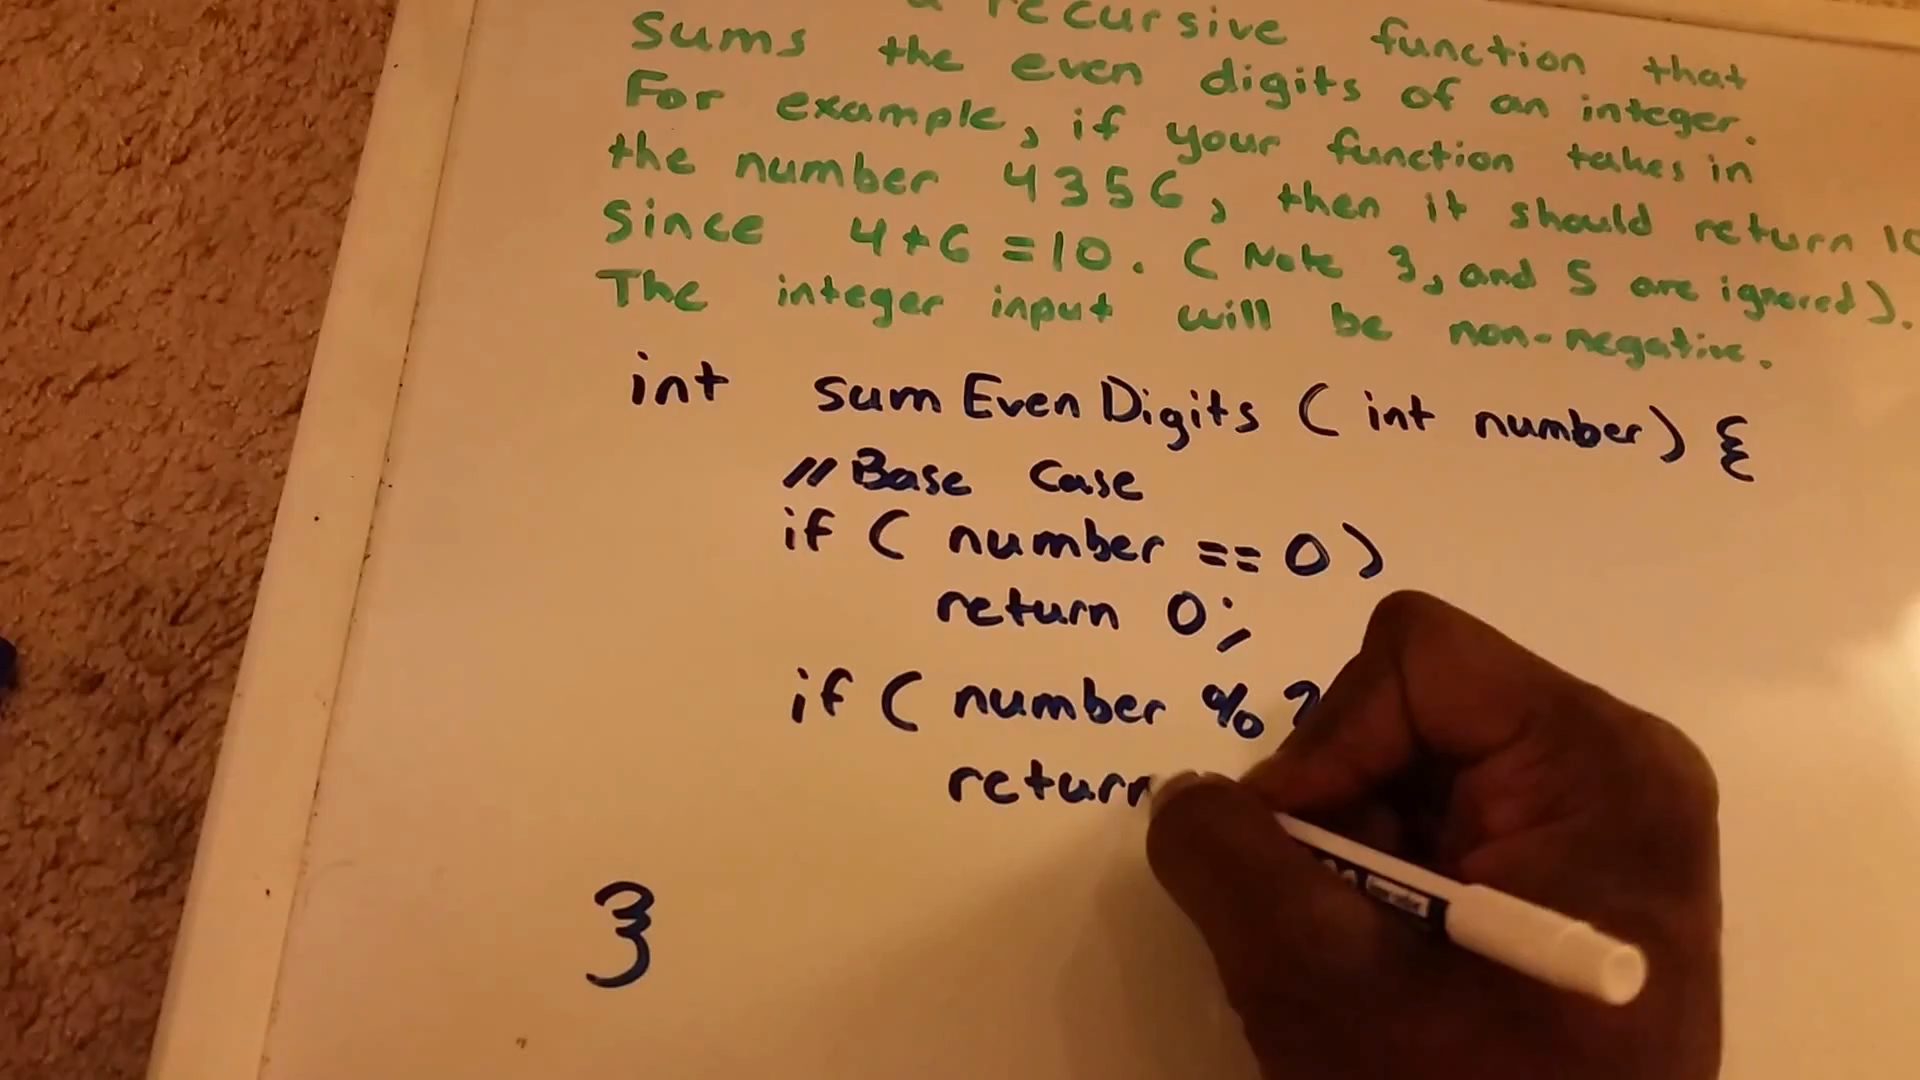 recursive function that
sums the even digits of an integer.
For example, if your function takes in
the number 4356, then it should return 10
since 4+6=10. (Note 3, and 5 are ignored).
The integer input will be non-negative.
int sumEvenDigits (int number) {
//Base Case
if ( number == 0 )
return 0;
if ( number % 2
return
}